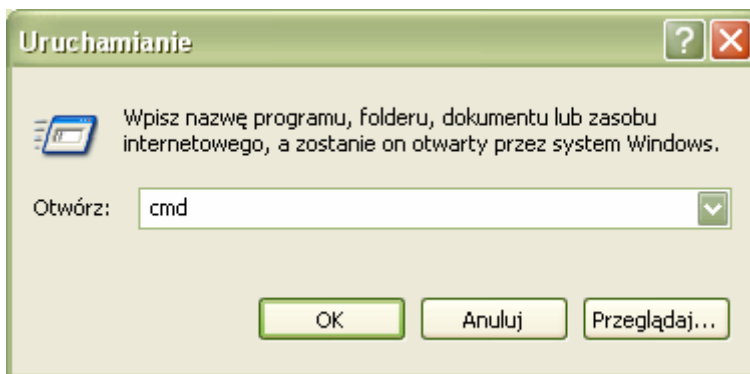 Uruchamianie
Wpisz nazwę programu, folderu, dokumentu lub zasobu
internetowego, a zostanie on otwarty przez system Windows.
Otwórz: cmd
OK Anuluj Przeglądaj...